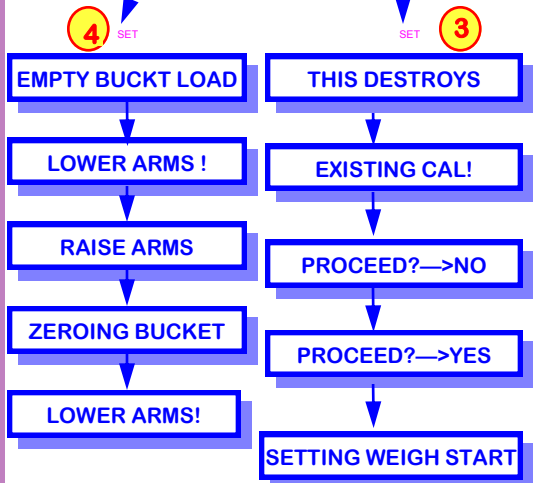 4
SET
EMPTY BUCKT LOAD
LOWER ARMS !
RAISE ARMS
ZEROING BUCKET
LOWER ARMS!
SET
3
THIS DESTROYS
EXISTING CAL!
PROCEED?—>NO
PROCEED?—>YES
SETTING WEIGH START